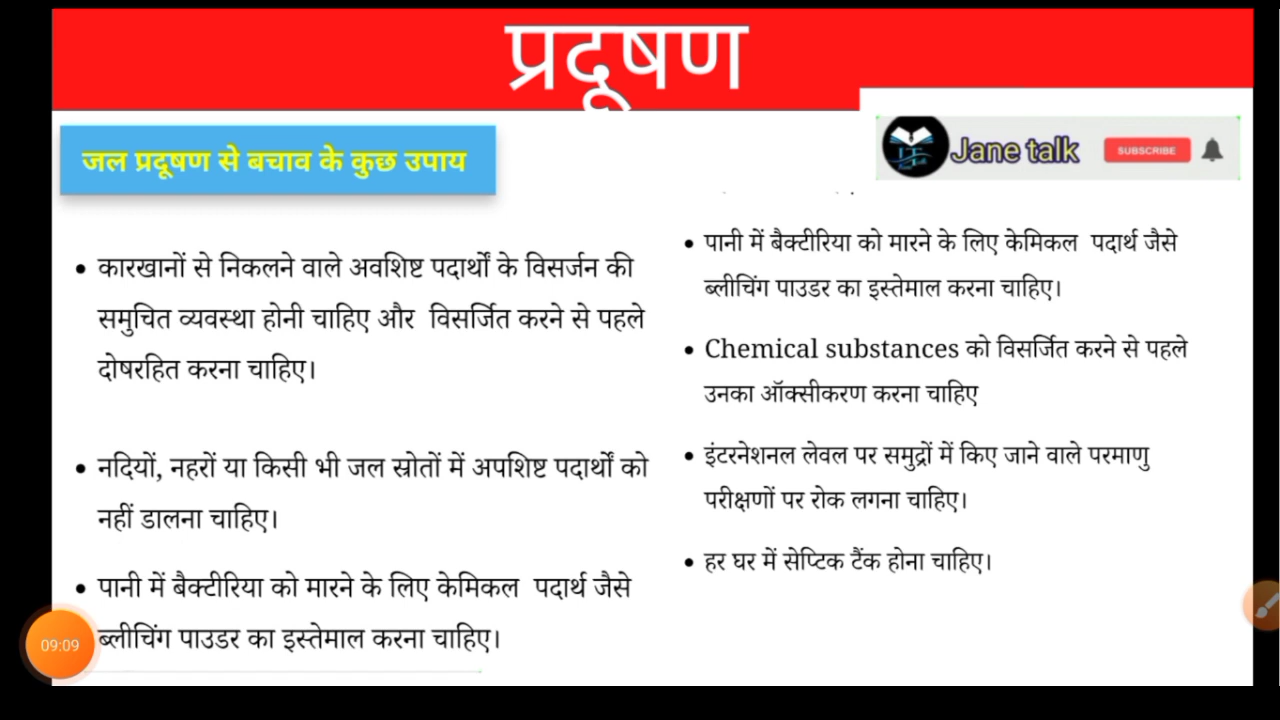 प्रदूषण
जल प्रदूषण से बचाव के कुछ उपाय
Jane talk
SUBSCRIBE
• कारखानों से निकलने वाले अवशिष्ट पदार्थों के विसर्जन की
समुचित व्यवस्था होनी चाहिए और विसर्जित करने से पहले
दोषरहित करना चाहिए।
• नदियों, नहरों या किसी भी जल स्रोतों में अपशिष्ट पदार्थों को
नहीं डालना चाहिए।
• पानी में बैक्टीरिया को मारने के लिए केमिकल पदार्थ जैसे
ब्लीचिंग पाउडर का इस्तेमाल करना चाहिए।
• पानी में बैक्टीरिया को मारने के लिए केमिकल पदार्थ जैसे
ब्लीचिंग पाउडर का इस्तेमाल करना चाहिए।
• Chemical substances को विसर्जित करने से पहले
उनका ऑक्सीकरण करना चाहिए
• इंटरनेशनल लेवल पर समुद्रों में किए जाने वाले परमाणु
परीक्षणों पर रोक लगना चाहिए।
• हर घर में सेप्टिक टैंक होना चाहिए।
09:09